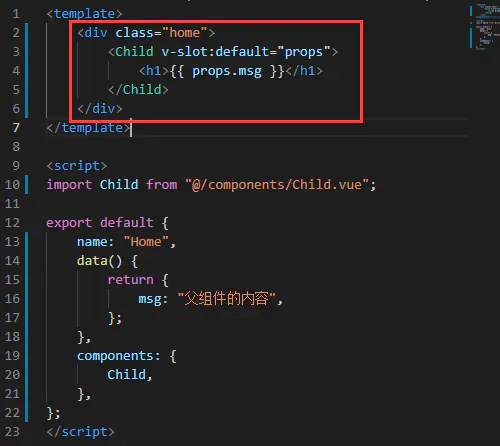 1 <template>
2     <div class="home">
3         <Child v-slot:default="props">
4             <h1>{{ props.msg }}</h1>
5         </Child>
6     </div>
7 </template>
8
9 <script>
10 import Child from "@/components/Child.vue";
11
12 export default {
13     name: "Home",
14     data() {
15         return {
16             msg: "父组件的内容",
17         };
18     },
19     components: {
20         Child,
21     },
22 };
23 </script>